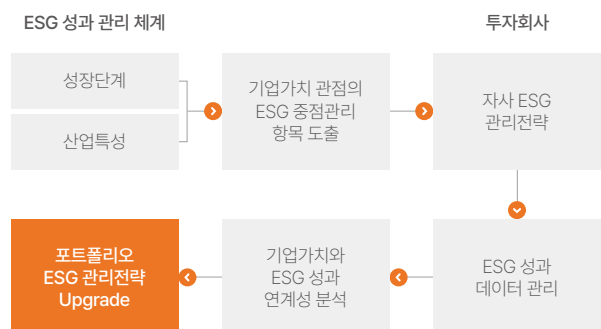 ESG 성과 관리 체계
투자회사
성장단계
산업특성
기업가치 관점의
ESG 중점관리
항목 도출
자사 ESG
관리전략
ESG 성과
데이터 관리
기업가치와
ESG 성과
연계성 분석
포트폴리오
ESG 관리전략
Upgrade